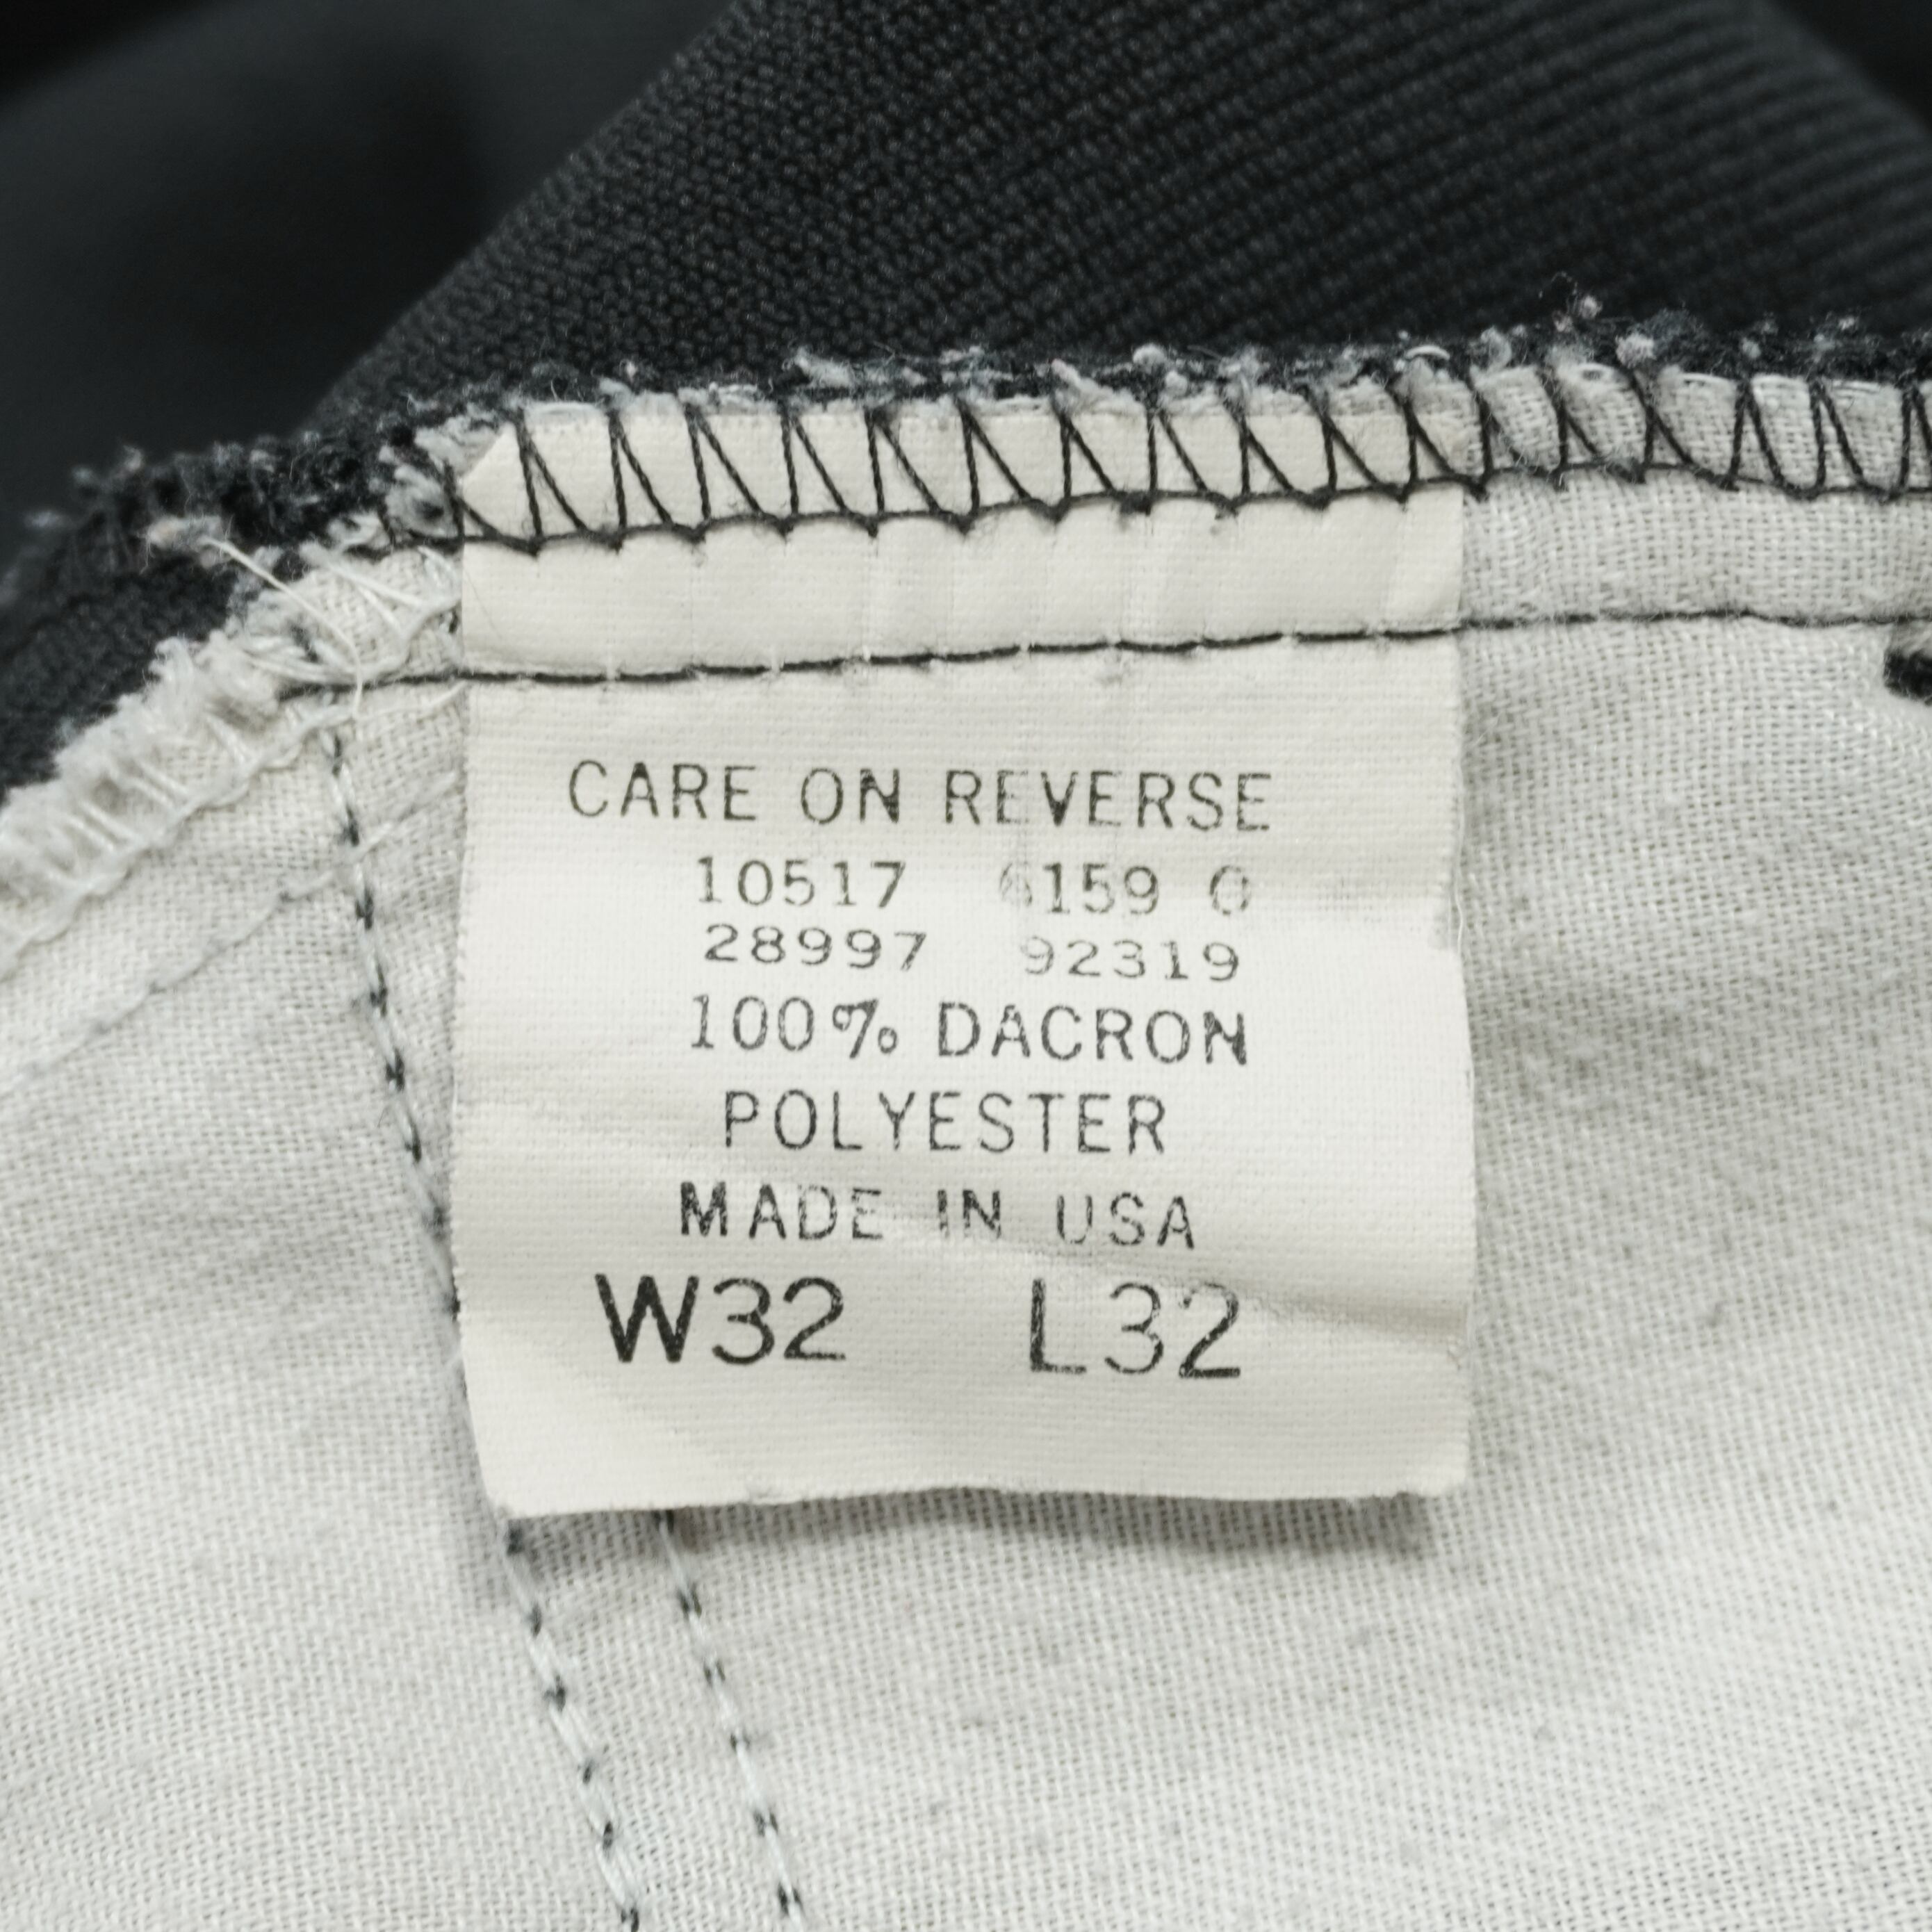 CARE ON REVERSE
10517 6159 0
28997 92319
100% DACRON
POLYESTER
MADE IN USA
W32 L32